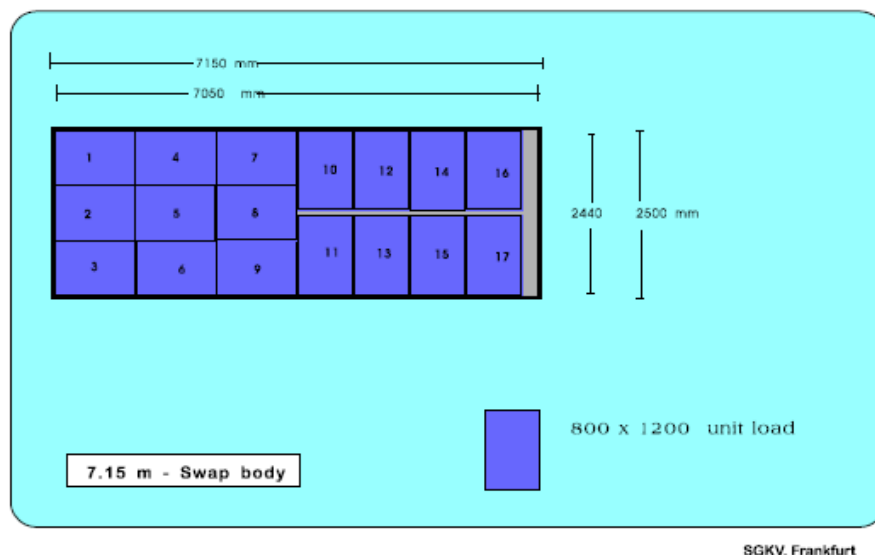 7150 mm
7050 mm
1 4 7 10 12 14 16
2 5 8 2440 2500 mm
3 6 9 11 13 15 17
800 x 1200 unit load
7.15 m - Swap body
SGKV, Frankfurt